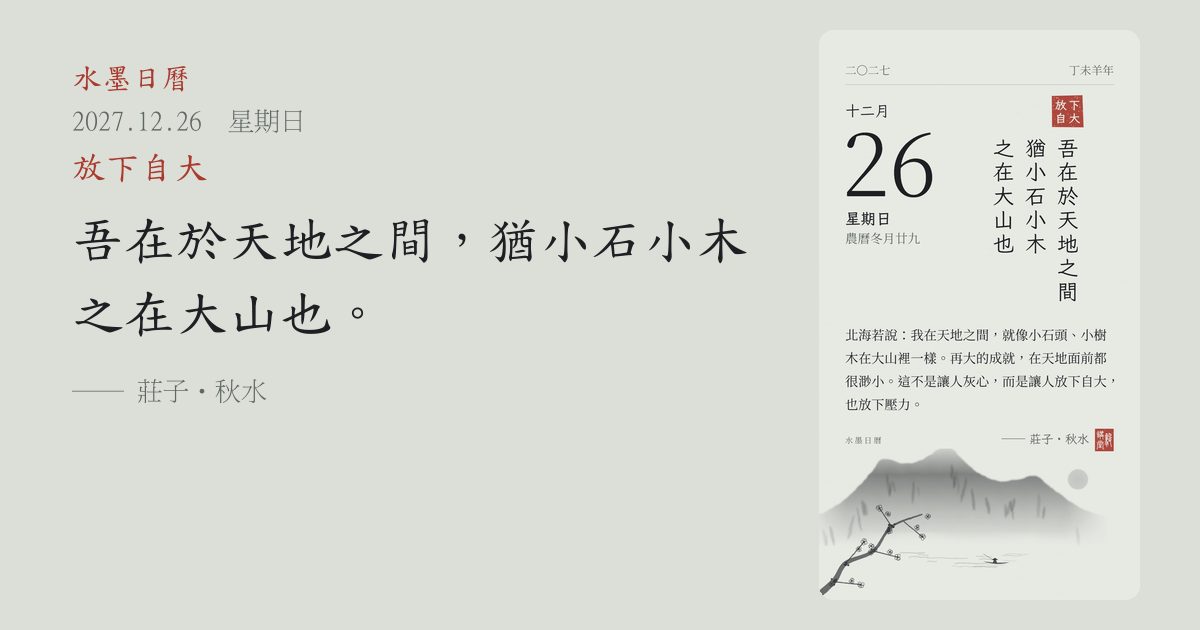 水墨日曆
2027.12.26 星期日
放下自大
吾在於天地之間，猶小石小木
之在大山也。
—— 莊子・秋水
二〇二七
丁未羊年
十二月
26
星期日
農曆冬月廿九
放下
自大
吾在於天地之間
猶小石小木
之在大山也
北海若說：我在天地之間，就像小石頭、小樹
木在大山裡一樣。再大的成就，在天地面前都
很渺小。這不是讓人灰心，而是讓人放下自大，
也放下壓力。
水墨日曆
—— 莊子・秋水